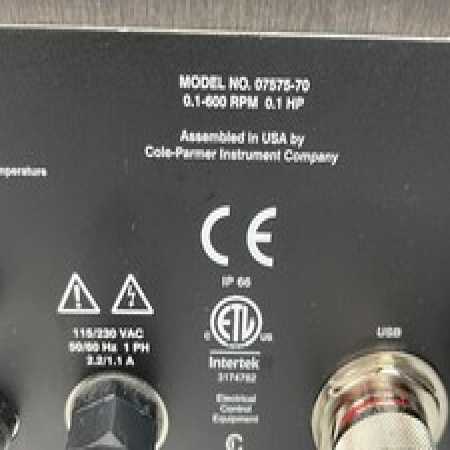 MODEL NO. 07575-70
0.1-600 RPM 0.1 HP
Assembled in USA by
Cole-Parmer Instrument Company
mperature
CE
IP 66
115/230 VAC
50/60 Hz 1 PH
2.2/1.1 A
C ETL US
Intertek
3174762
USB
Electrical
Control
Equipment